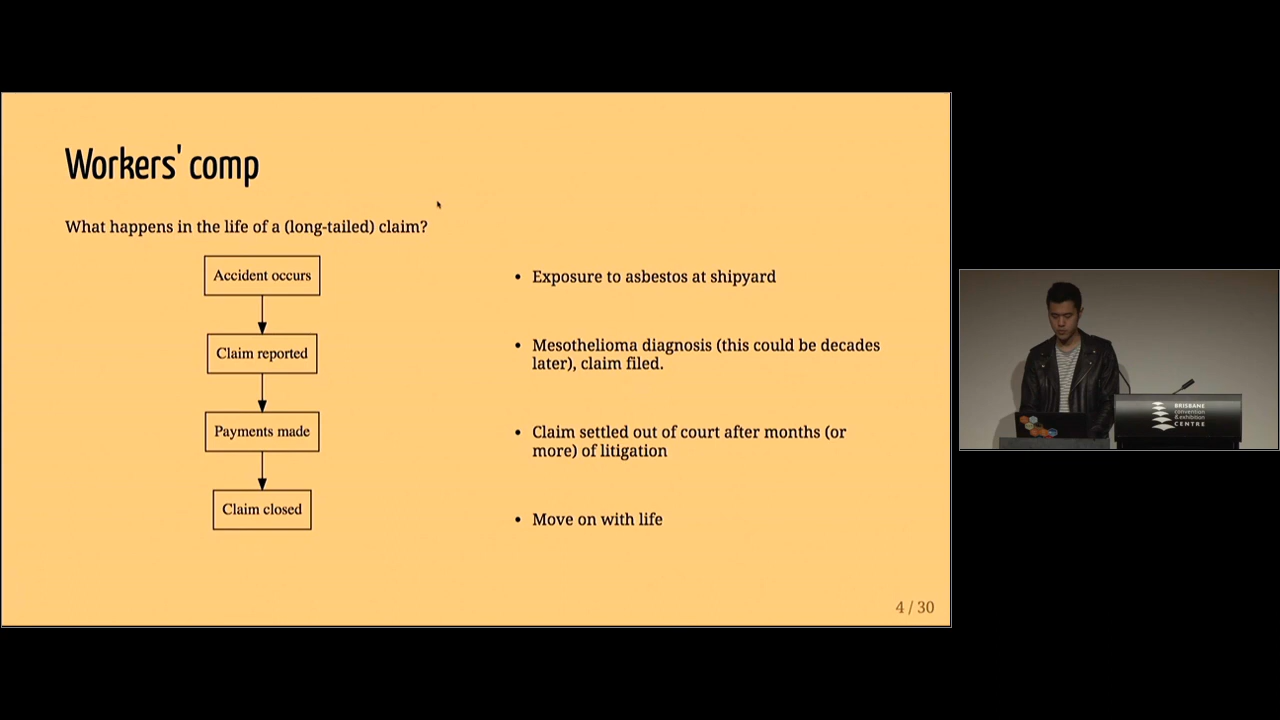 Workers' comp
What happens in the life of a (long-tailed) claim?
Accident occurs
Claim reported
Payments made
Claim closed
• Exposure to asbestos at shipyard
• Mesothelioma diagnosis (this could be decades
later), claim filed.
• Claim settled out of court after months (or
more) of litigation
• Move on with life
4 / 30
BRISBANE
convention
& exhibition
CENTRE